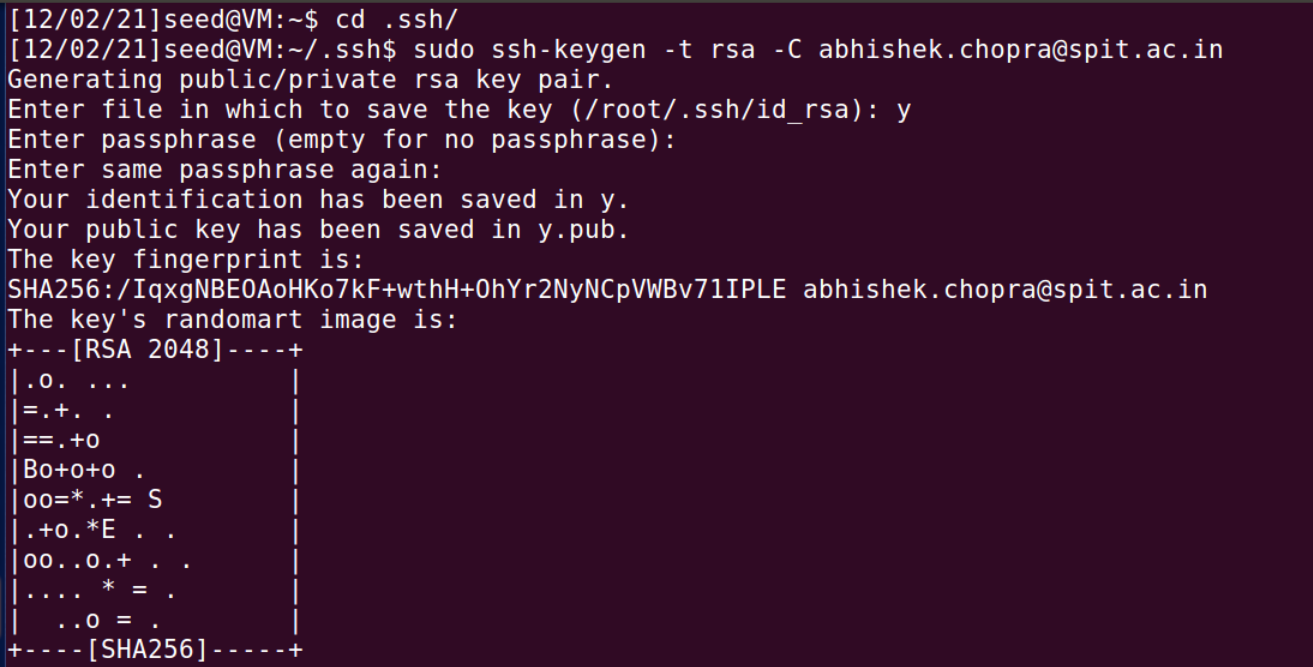 [12/02/21]seed@VM:~$ cd .ssh/
[12/02/21]seed@VM:~/.ssh$ sudo ssh-keygen -t rsa -C abhishek.chopra@spit.ac.in
Generating public/private rsa key pair.
Enter file in which to save the key (/root/.ssh/id_rsa): y
Enter passphrase (empty for no passphrase):
Enter same passphrase again:
Your identification has been saved in y.
Your public key has been saved in y.pub.
The key fingerprint is:
SHA256:/IqxgNBEOAoHKo7kF+wthH+OhYr2NyNCpVWBv71IPLE abhishek.chopra@spit.ac.in
The key's randomart image is:
+---[RSA 2048]----+
|.o. ...          |
|=.+. .           |
|==.+o            |
|Bo+o+o .         |
|oo=*.+= S        |
|.+o.*E . .       |
|oo..o.+ . .      |
|.... * = .       |
|  ..o = .        |
+----[SHA256]-----+